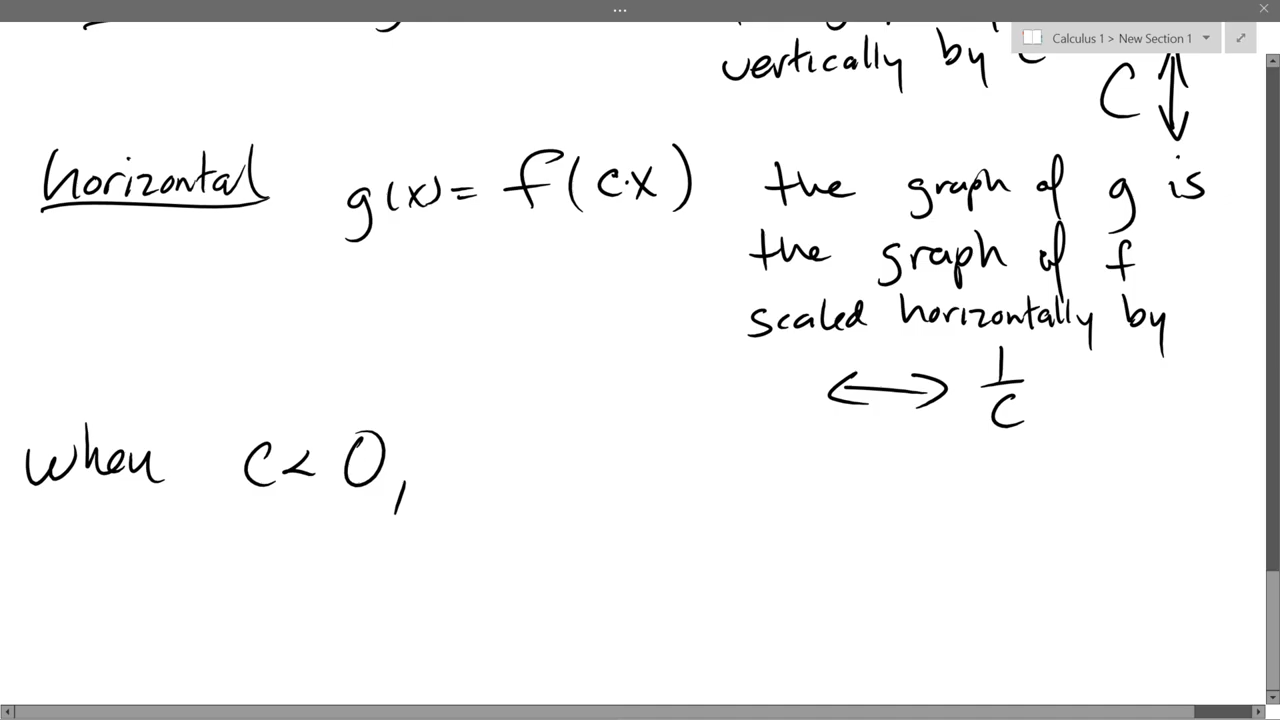 Calculus 1 > New Section 1
vertically by c
C
horizontal g(x) = f(c·x) the graph of g is
the graph of f
scaled horizontally by
1/c
when c < 0,